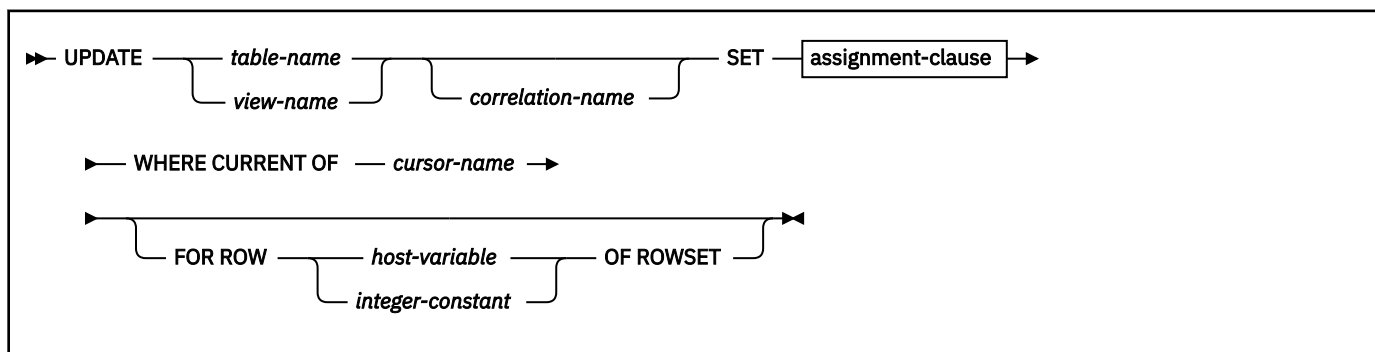 UPDATE table-name SET assignment-clause
view-name correlation-name
WHERE CURRENT OF cursor-name
FOR ROW host-variable OF ROWSET
integer-constant